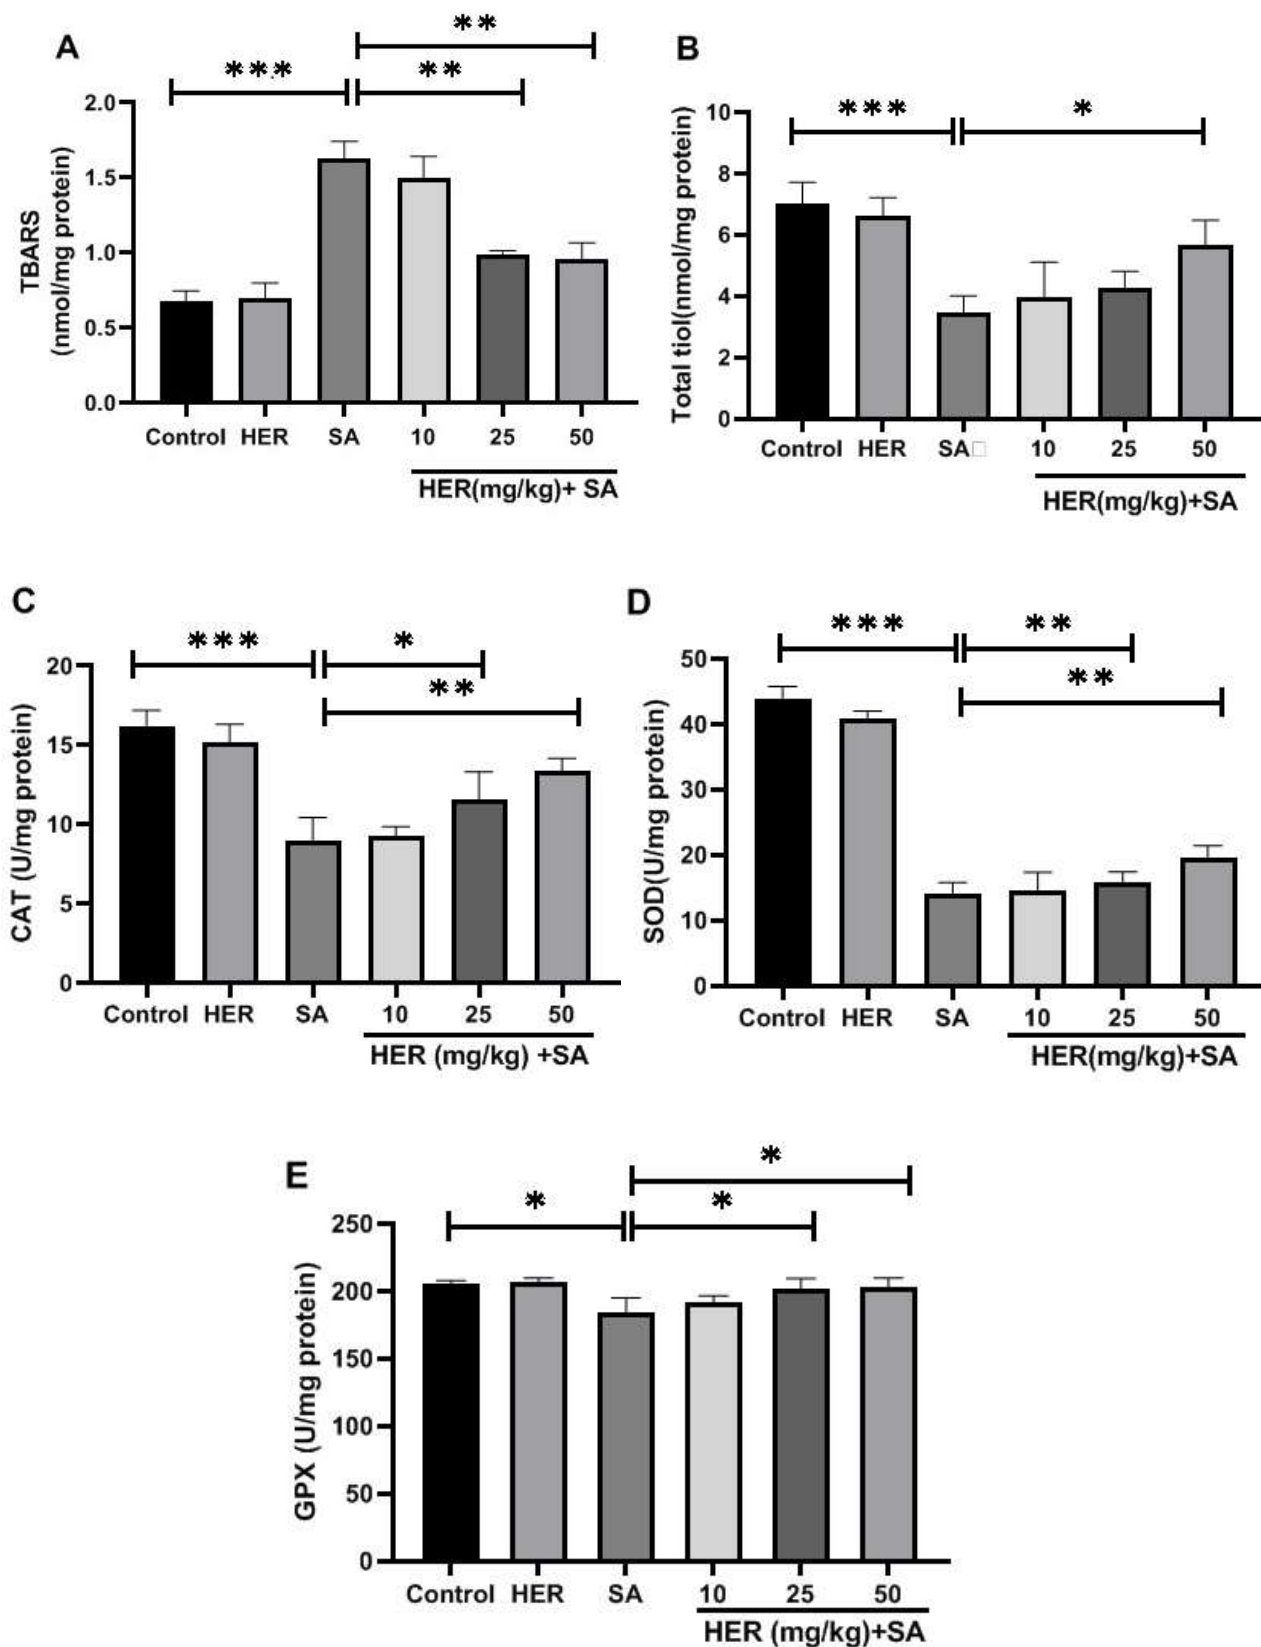 A
**
***
**
TBARS
(nmol/mg protein)
2.0
1.5
1.0
0.5
0.0
Control HER SA 10 25 50
HER(mg/kg)+ SA
B
***
*
Total tiol(nmol/mg protein)
10
8
6
4
2
0
Control HER SA□ 10 25 50
HER(mg/kg)+SA
C
***
*
**
CAT (U/mg protein)
20
15
10
5
0
Control HER SA 10 25 50
HER (mg/kg) +SA
D
***
**
**
SOD(U/mg protein)
50
40
30
20
10
0
Control HER SA 10 25 50
HER(mg/kg)+SA
E
*
*
*
GPX (U/mg protein)
250
200
150
100
50
0
Control HER SA 10 25 50
HER (mg/kg)+SA